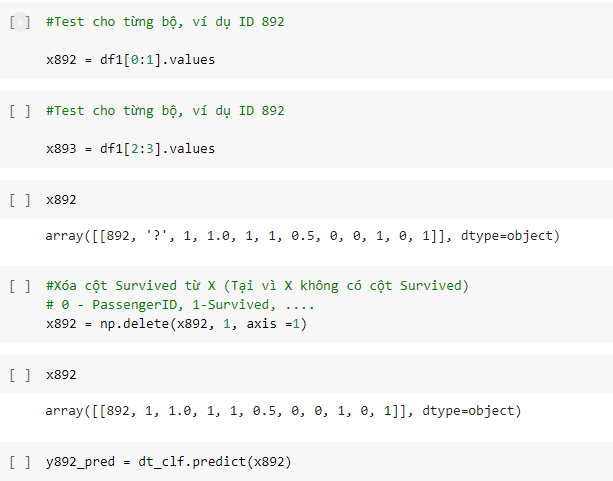 [ ] #Test cho từng bộ, ví dụ ID 892
x892 = df1[0:1].values
[ ] #Test cho từng bộ, ví dụ ID 892
x893 = df1[2:3].values
[ ] x892
array([[892, '?', 1, 1.0, 1, 1, 0.5, 0, 0, 1, 0, 1]], dtype=object)
[ ] #Xóa cột Survived từ X (Tại vì X không có cột Survived)
# 0 - PassengerID, 1-Survived, ....
x892 = np.delete(x892, 1, axis =1)
[ ] x892
array([[892, 1, 1.0, 1, 1, 0.5, 0, 0, 1, 0, 1]], dtype=object)
[ ] y892_pred = dt_clf.predict(x892)